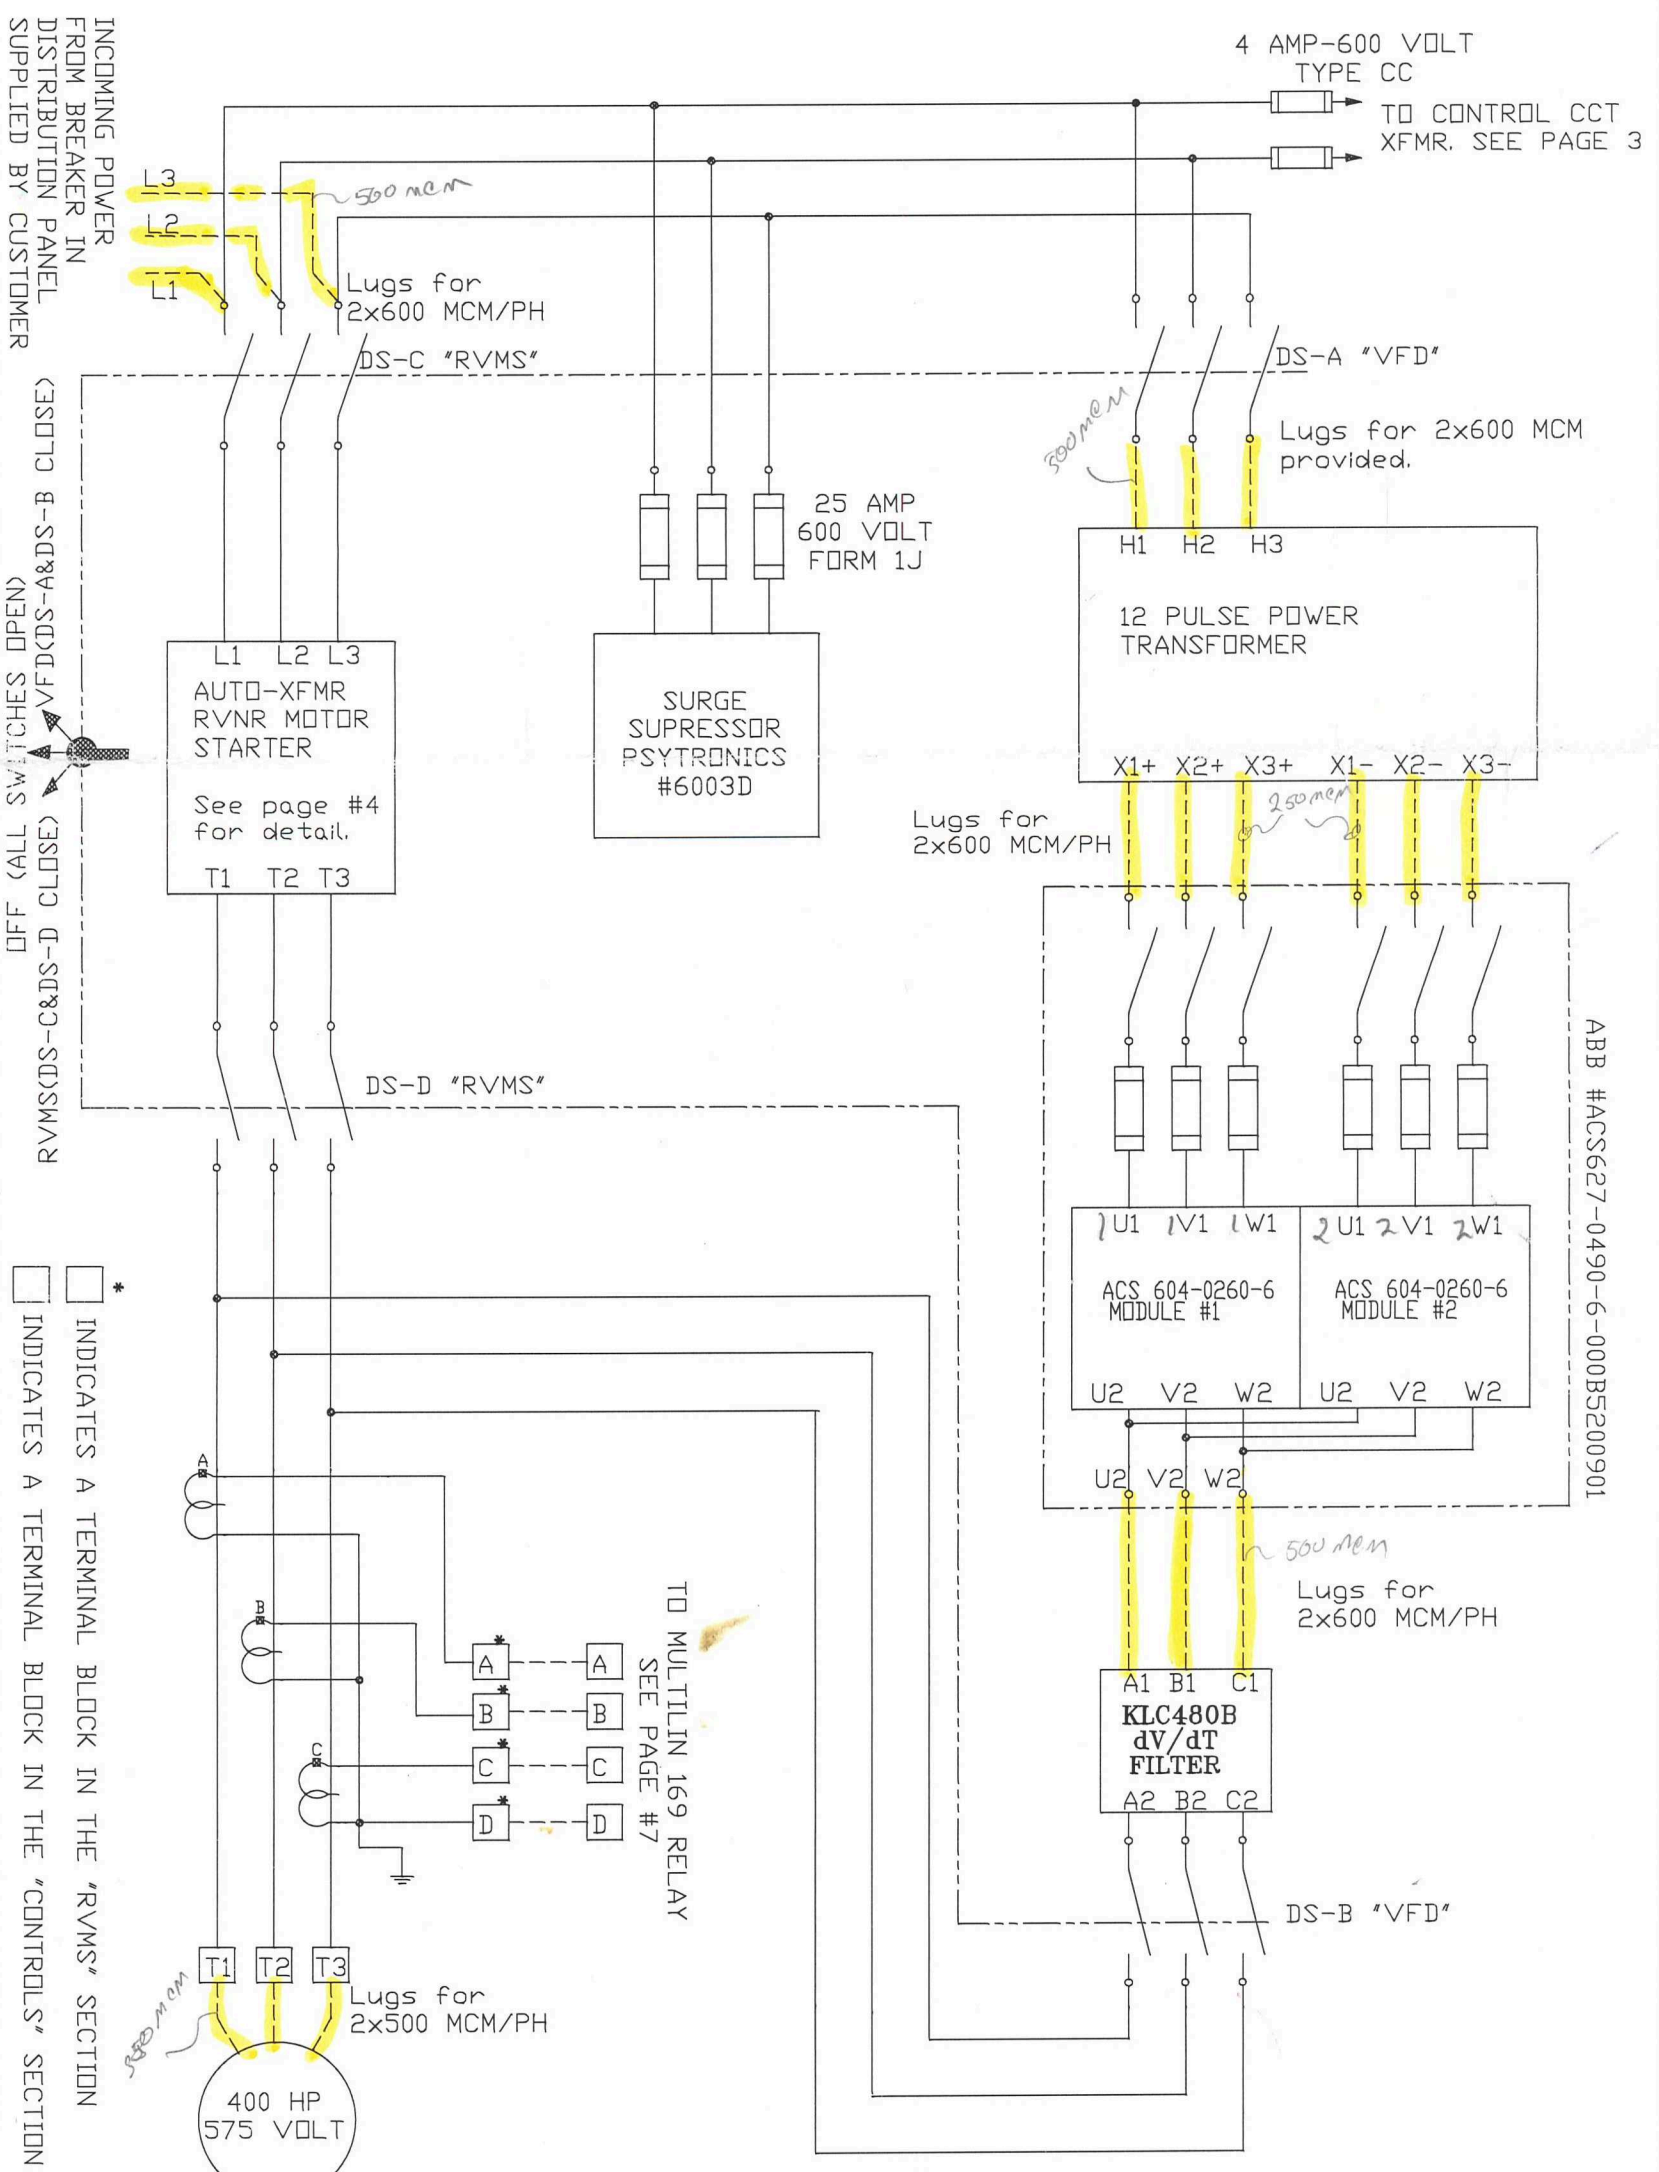 INCOMING POWER
FROM BREAKER IN
DISTRIBUTION PANEL
SUPPLIED BY CUSTOMER
4 AMP-600 VOLT
TYPE CC
TO CONTROL CCT
XFMR. SEE PAGE 3
L3
L2
L1
500 mcm
Lugs for
2x600 MCM/PH
DS-C "RVMS"
DS-A "VFD"
500 MCM
Lugs for 2x600 MCM
provided.
25 AMP
600 VOLT
FORM 1J
H1 H2 H3
12 PULSE POWER
TRANSFORMER
X1+ X2+ X3+ X1- X2- X3-
250 mcm
Lugs for
2x600 MCM/PH
VFD(DS-A&DS-B CLOSE)
OFF (ALL SWITCHES OPEN)
RVMS(DS-C&DS-D CLOSE)
L1 L2 L3
AUTO-XFMR
RVNR MOTOR
STARTER
See page #4
for detail.
T1 T2 T3
SURGE
SUPRESSOR
PSYTRONICS
#6003D
DS-D "RVMS"
ABB #ACS627-0490-6-000B5200901
1U1 1V1 1W1 2U1 2V1 2W1
ACS 604-0260-6
MODULE #1
ACS 604-0260-6
MODULE #2
U2 V2 W2 U2 V2 W2
U2 V2 W2
500 mcm
Lugs for
2x600 MCM/PH
A1 B1 C1
KLC480B
dV/dT
FILTER
A2 B2 C2
DS-B "VFD"
A
B
C
* A A
* B B
* C C
* D D
TO MULTILIN 169 RELAY
SEE PAGE #7
T1 T2 T3
MCM
Lugs for
2x500 MCM/PH
400 HP
575 VOLT
* INDICATES A TERMINAL BLOCK IN THE "RVMS" SECTION
INDICATES A TERMINAL BLOCK IN THE "CONTROLS" SECTION